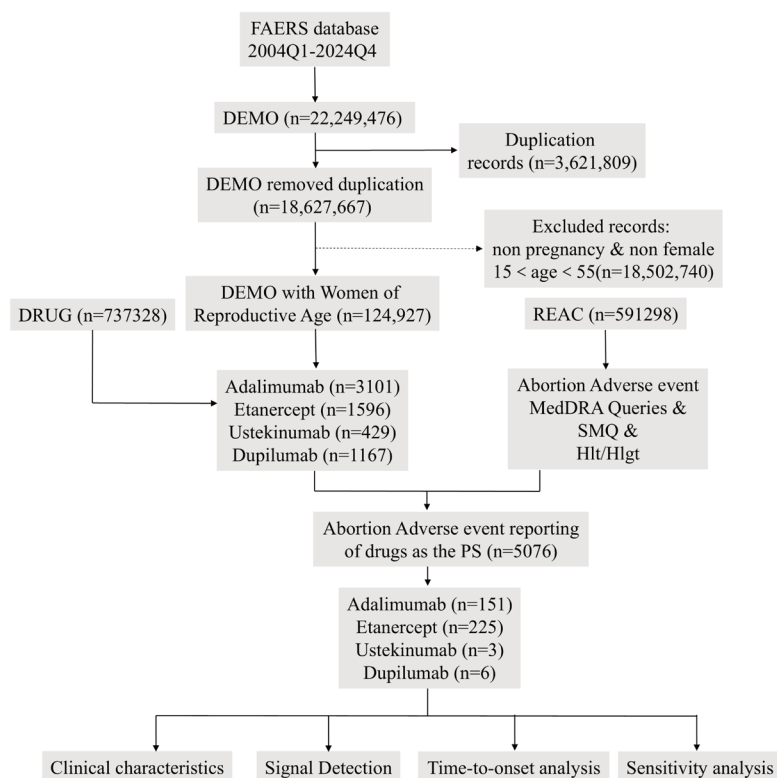 FAERS database
2004Q1-2024Q4
DEMO (n=22,249,476)
Duplication
records (n=3,621,809)
DEMO removed duplication
(n=18,627,667)
Excluded records:
non pregnancy & non female
15 < age < 55(n=18,502,740)
DEMO with Women of
Reproductive Age (n=124,927)
DRUG (n=737328)
REAC (n=591298)
Adalimumab (n=3101)
Etanercept (n=1596)
Ustekinumab (n=429)
Dupilumab (n=1167)
Abortion Adverse event
MedDRA Queries &
SMQ &
Hlt/Hlgt
Abortion Adverse event reporting
of drugs as the PS (n=5076)
Adalimumab (n=151)
Etanercept (n=225)
Ustekinumab (n=3)
Dupilumab (n=6)
Clinical characteristics
Signal Detection
Time-to-onset analysis
Sensitivity analysis